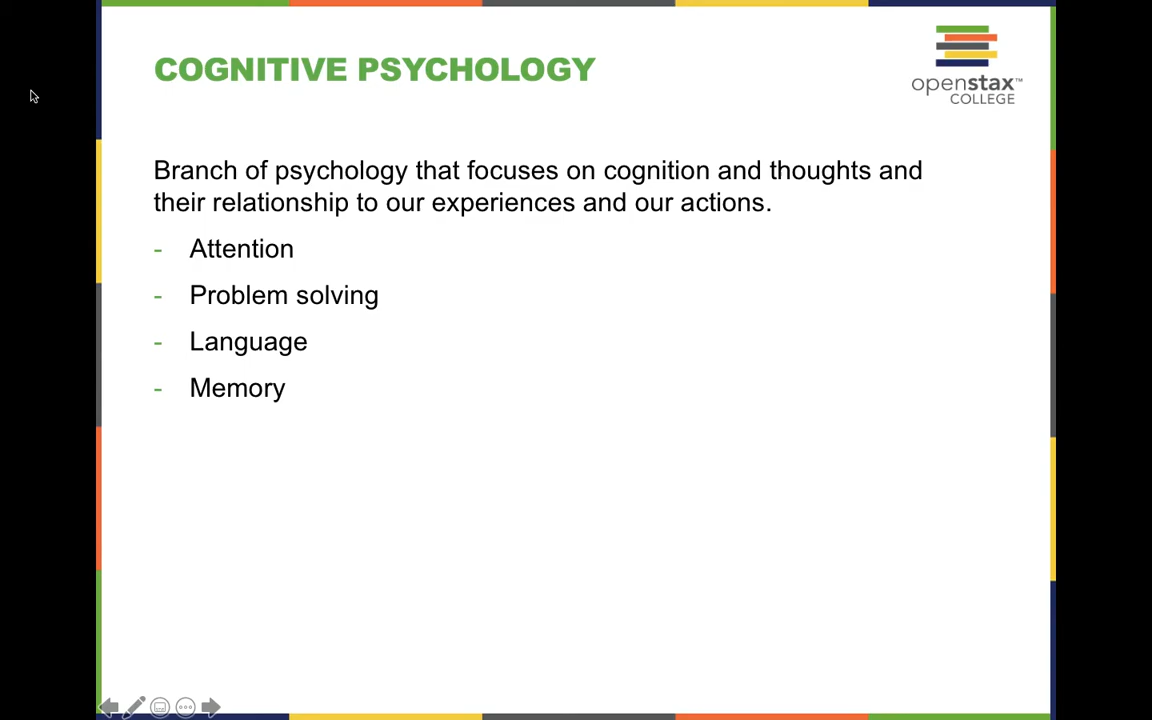 COGNITIVE PSYCHOLOGY
openstax™
COLLEGE
Branch of psychology that focuses on cognition and thoughts and
their relationship to our experiences and our actions.
- Attention
- Problem solving
- Language
- Memory